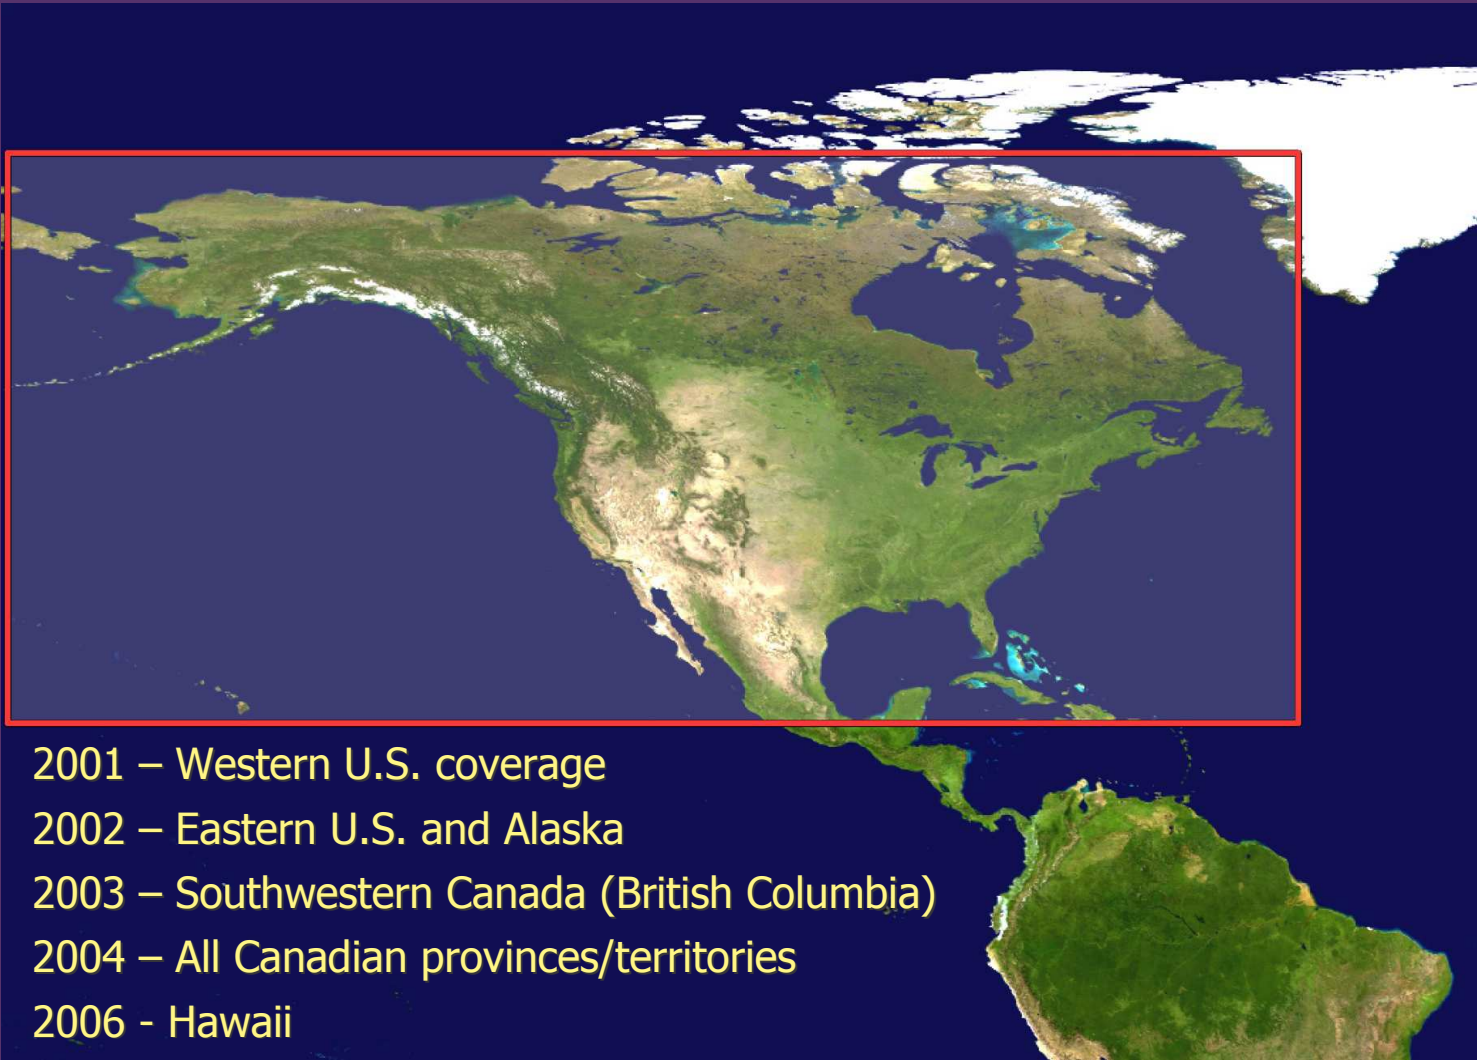 2001 – Western U.S. coverage
2002 – Eastern U.S. and Alaska
2003 – Southwestern Canada (British Columbia)
2004 – All Canadian provinces/territories
2006 - Hawaii